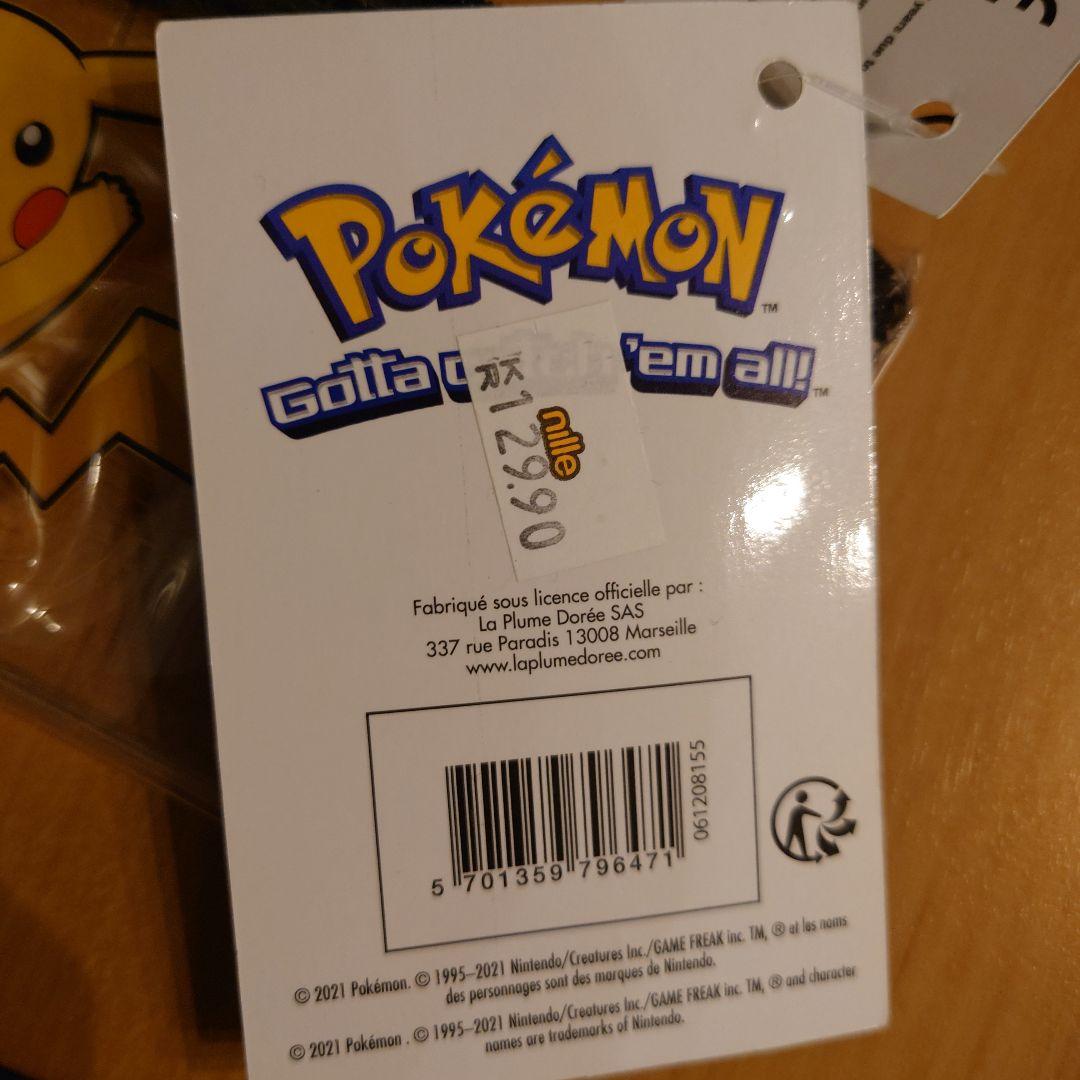 years due to
POKéMON
TM
Gotta 'em all!
TM
KR
129.90
nille
Fabriqué sous licence officielle par :
La Plume Dorée SAS
337 rue Paradis 13008 Marseille
www.laplumedoree.com
061208155
5 701359 796471
© 2021 Pokémon. © 1995–2021 Nintendo/Creatures Inc./GAME FREAK inc. TM, ® et les noms
des personnages sont des marques de Nintendo.
© 2021 Pokémon . © 1995–2021 Nintendo/Creatures Inc./GAME FREAK inc. TM, ® and character
names are trademarks of Nintendo.